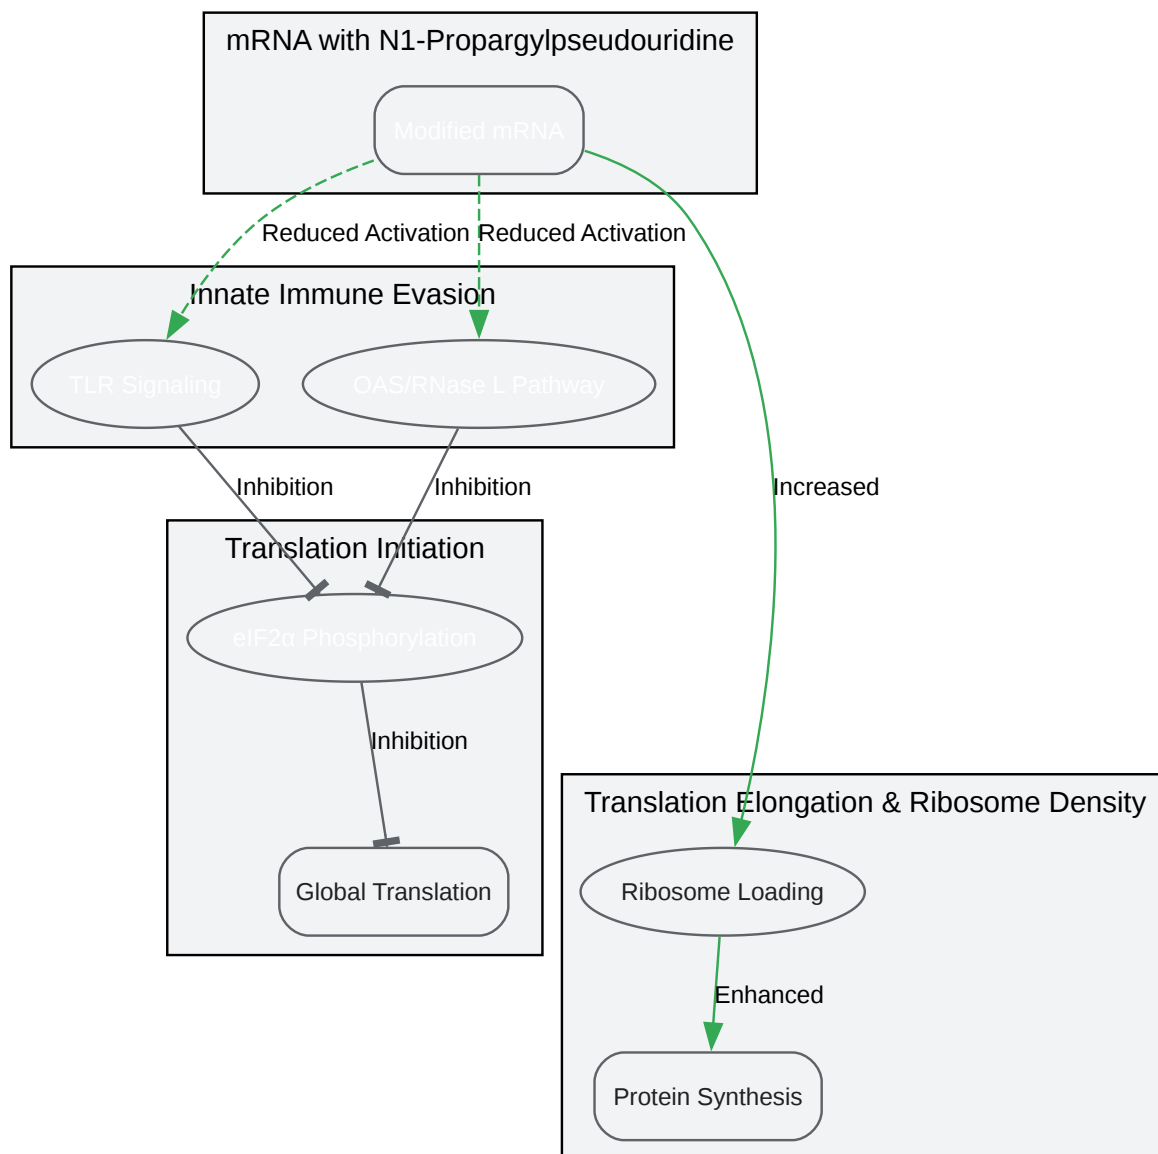 mRNA with N1-Propargylpseudouridine
Modified mRNA
Reduced Activation
Reduced Activation
Innate Immune Evasion
TLR Signaling
OAS/RNase L Pathway
Inhibition
Inhibition
Increased
Translation Initiation
eIF2α Phosphorylation
Inhibition
Global Translation
Translation Elongation & Ribosome Density
Ribosome Loading
Enhanced
Protein Synthesis